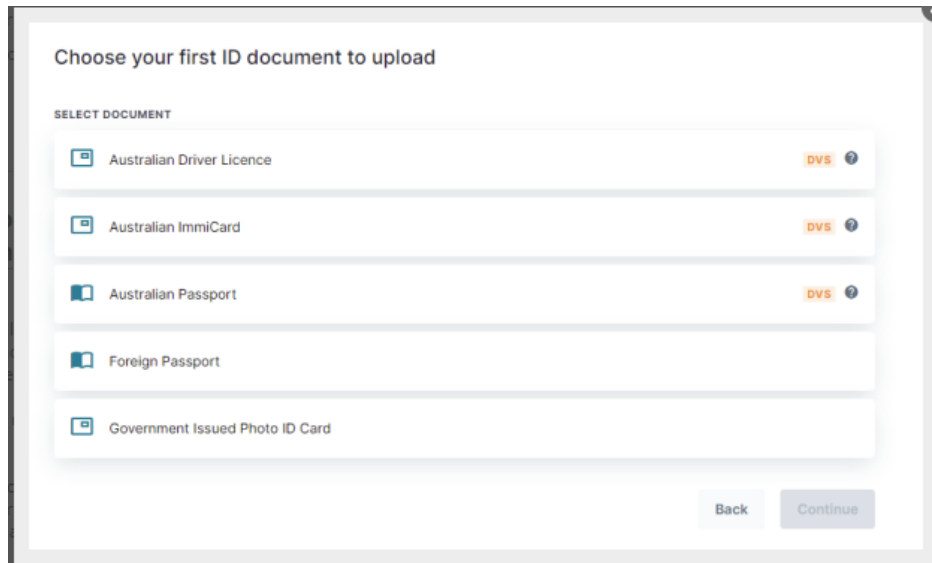 Choose your first ID document to upload
SELECT DOCUMENT
Australian Driver Licence DVS ?
Australian ImmiCard DVS ?
Australian Passport DVS ?
Foreign Passport
Government Issued Photo ID Card
Back Continue